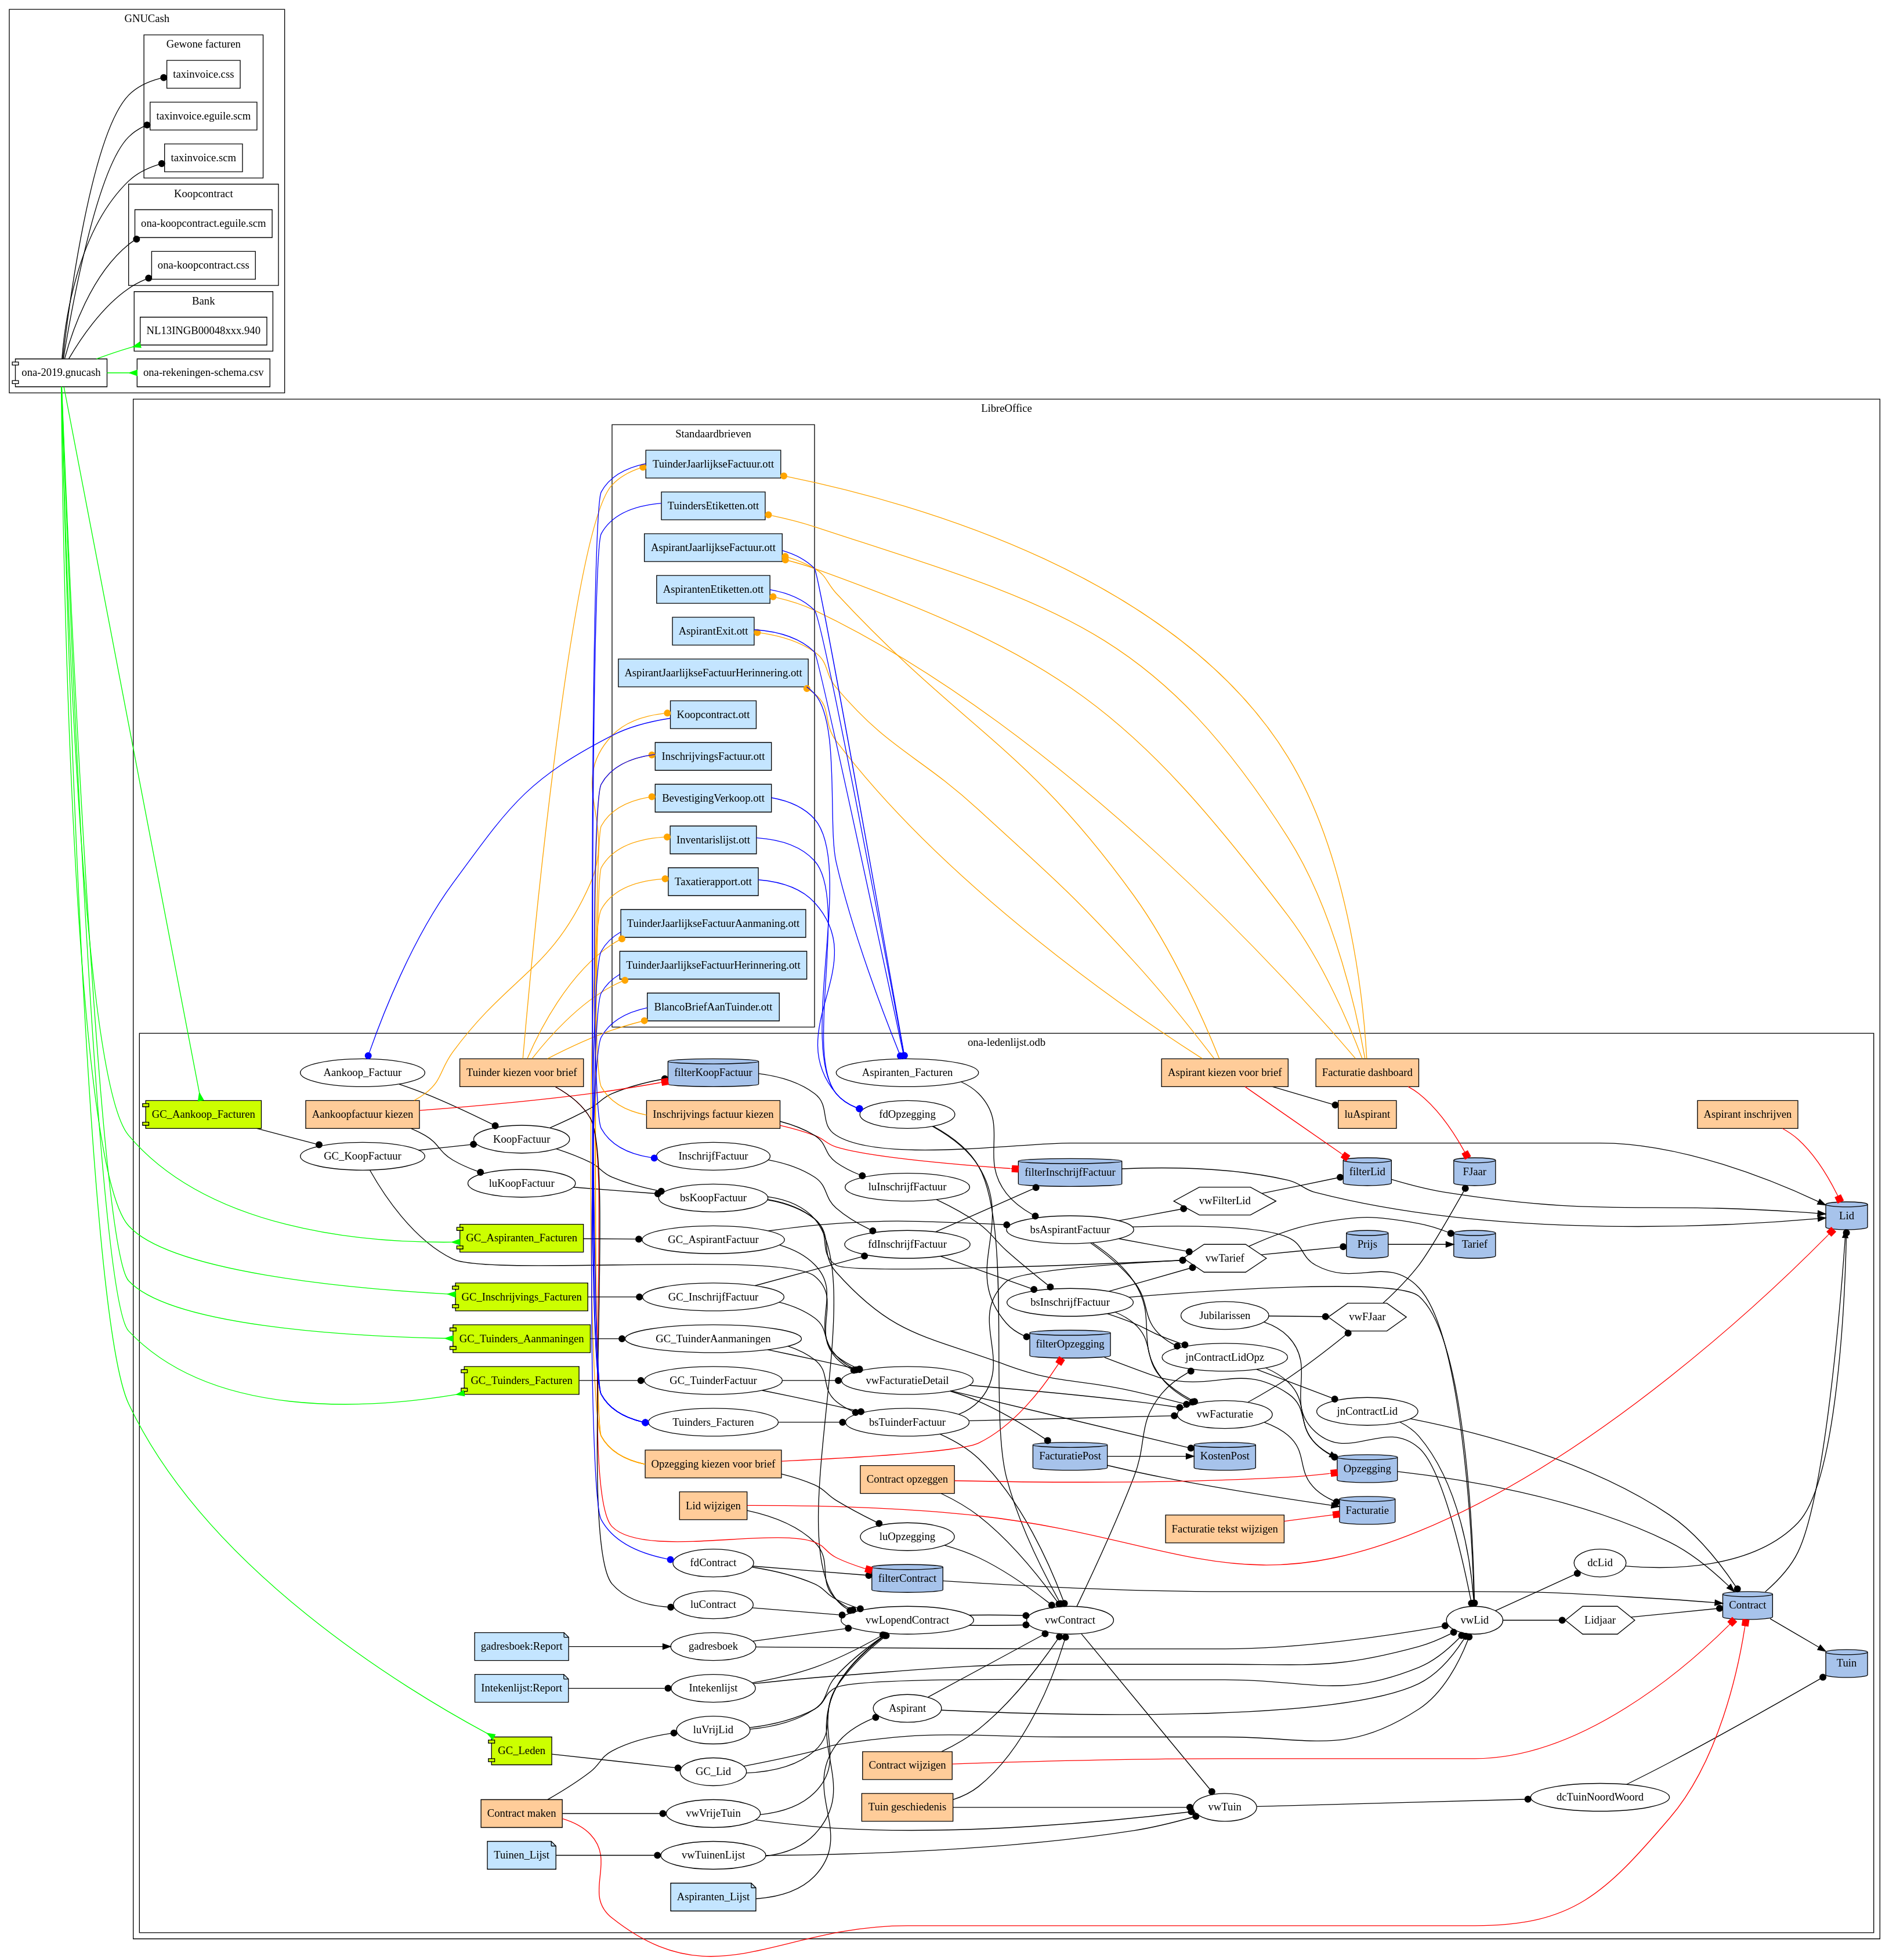 GNUCash
Gewone facturen
taxinvoice.css
taxinvoice.eguile.scm
taxinvoice.scm
Koopcontract
ona-koopcontract.eguile.scm
ona-koopcontract.css
Bank
NL13INGB00048xxx.940
ona-2019.gnucash
ona-rekeningen-schema.csv
LibreOffice
Standaardbrieven
TuinderJaarlijkseFactuur.ott
TuindersEtiketten.ott
AspirantJaarlijkseFactuur.ott
AspirantenEtiketten.ott
AspirantExit.ott
AspirantJaarlijkseFactuurHerinnering.ott
Koopcontract.ott
InschrijvingsFactuur.ott
BevestigingVerkoop.ott
Inventarislijst.ott
Taxatierapport.ott
TuinderJaarlijkseFactuurAanmaning.ott
TuinderJaarlijkseFactuurHerinnering.ott
BlancoBriefAanTuinder.ott
ona-ledenlijst.odb
Aankoop_Factuur
Tuinder kiezen voor brief
filterKoopFactuur
Aspiranten_Facturen
Aspirant kiezen voor brief
Facturatie dashboard
GC_Aankoop_Facturen
Aankoopfactuur kiezen
Inschrijvings factuur kiezen
fdOpzegging
luAspirant
Aspirant inschrijven
KoopFactuur
GC_KoopFactuur
InschrijfFactuur
luKoopFactuur
luInschrijfFactuur
filterInschrijfFactuur
filterLid
FJaar
bsKoopFactuur
vwFilterLid
Lid
GC_Aspiranten_Facturen
GC_AspirantFactuur
fdInschrijfFactuur
bsAspirantFactuur
vwTarief
Prijs
Tarief
GC_Inschrijvings_Facturen
GC_InschrijfFactuur
bsInschrijfFactuur
Jubilarissen
vwFJaar
GC_Tuinders_Aanmaningen
GC_TuinderAanmaningen
filterOpzegging
jnContractLidOpz
GC_Tuinders_Facturen
GC_TuinderFactuur
vwFacturatieDetail
Tuinders_Facturen
bsTuinderFactuur
vwFacturatie
jnContractLid
Opzegging kiezen voor brief
FacturatiePost
KostenPost
Contract opzeggen
Opzegging
Lid wijzigen
Facturatie
luOpzegging
Facturatie tekst wijzigen
fdContract
filterContract
dcLid
luContract
vwLopendContract
vwContract
vwLid
Lidjaar
Contract
gadresboek:Report
gadresboek
Tuin
Intekenlijst:Report
Intekenlijst
Aspirant
luVrijLid
GC_Leden
GC_Lid
Contract wijzigen
Contract maken
vwVrijeTuin
Tuin geschiedenis
vwTuin
dcTuinNoordWoord
Tuinen_Lijst
vwTuinenLijst
Aspiranten_Lijst